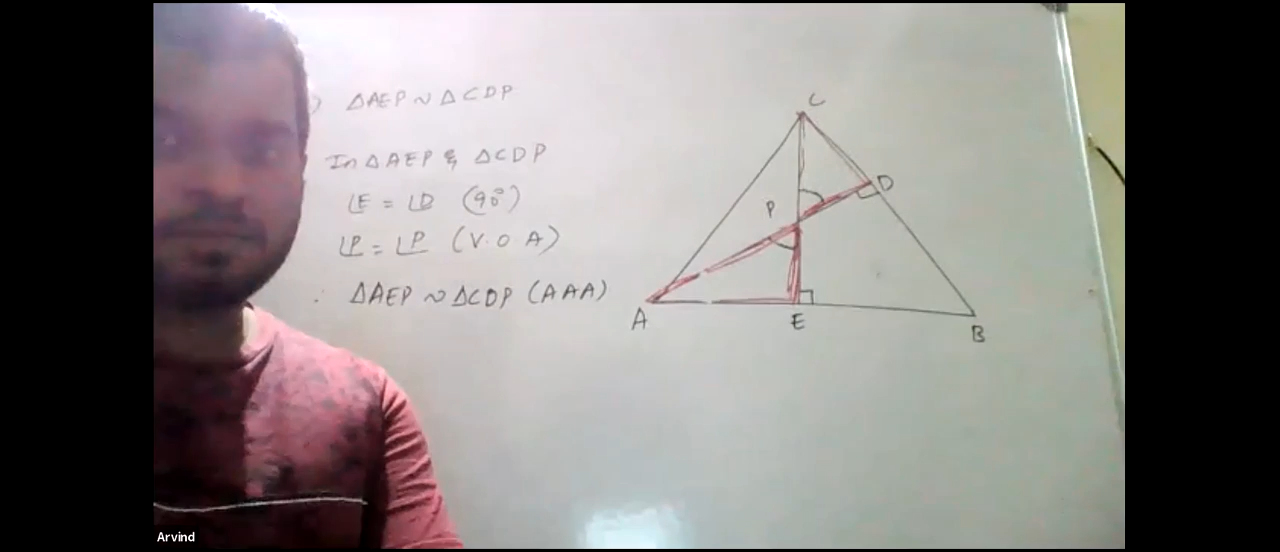 ) ΔAEP ~ ΔCDP
In ΔAEP & ΔCDP
∠E = ∠D (90°)
∠P = ∠P (V.O A)
. ΔAEP ~ ΔCDP (AAA)
C
D
P
A
E
B
Arvind